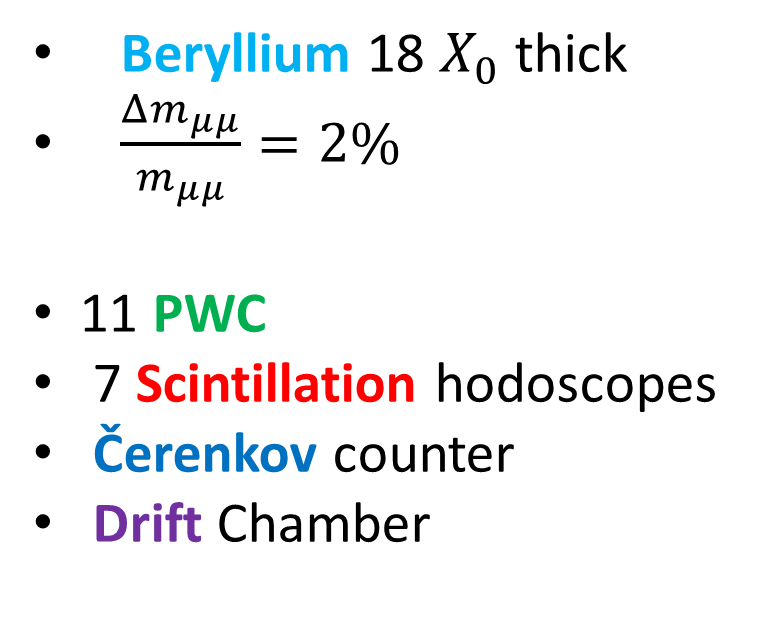 • Beryllium 18 𝑋₀ thick
• Δ𝑚𝜇𝜇/𝑚𝜇𝜇 = 2%
• 11 PWC
• 7 Scintillation hodoscopes
• Čerenkov counter
• Drift Chamber